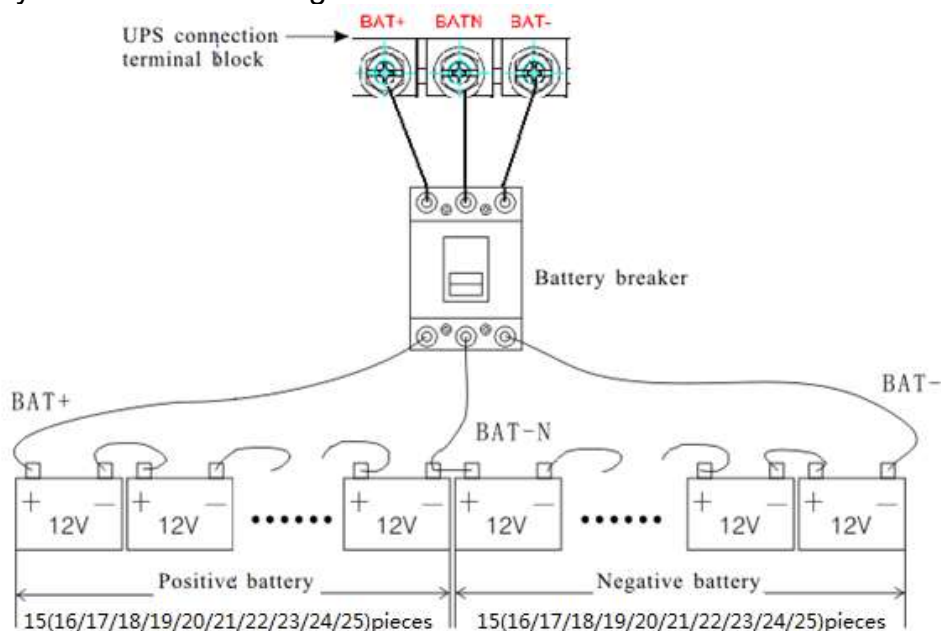 BAT+ BATN BAT-
UPS connection
terminal block
Battery breaker
BAT+
BAT-
BAT-N
+ − + − + − + − + − + −
12V 12V 12V 12V 12V
Positive battery Negative battery
15(16/17/18/19/20/21/22/23/24/25)pieces 15(16/17/18/19/20/21/22/23/24/25)pieces